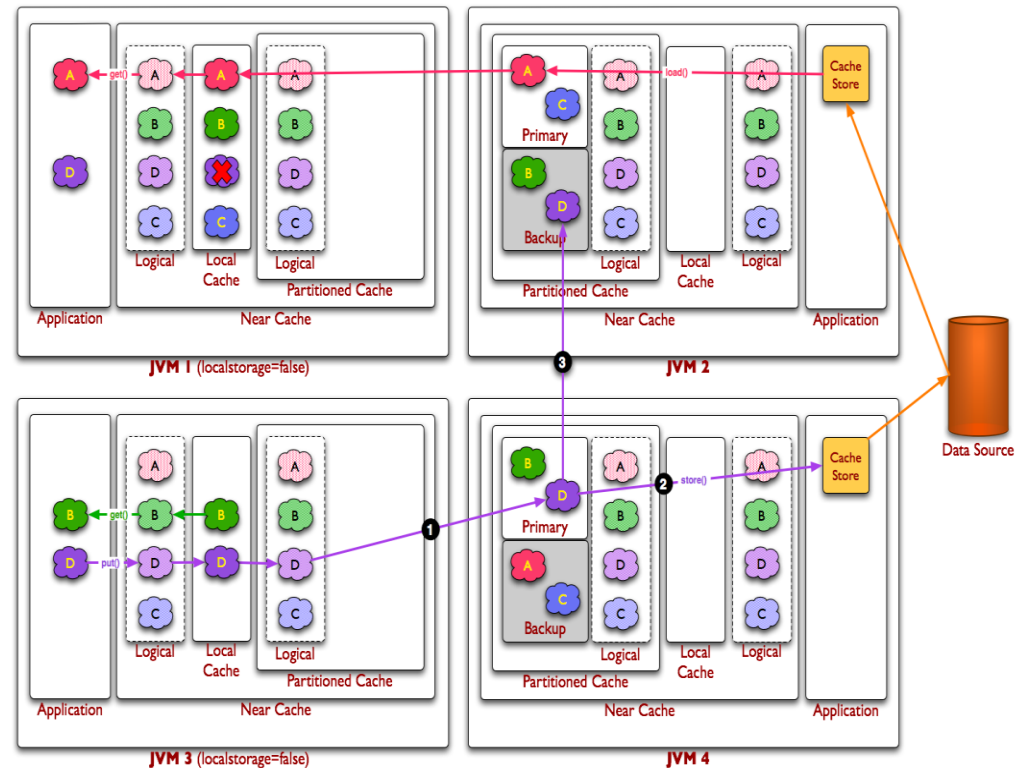 A
get()
A
A
A
B
B
B
D
D
D
C
C
C
Logical
Local
Cache
Logical
Partitioned Cache
Application
Near Cache
JVM 1 (localstorage=false)
A
C
Primary
B
D
Backup
A
B
D
C
Logical
Partitioned Cache
Local
Cache
load()
A
B
D
C
Logical
Near Cache
Cache
Store
Application
JVM 2
3
Data Source
B
get()
D
put()
A
B
D
C
Logical
B
D
Local
Cache
A
B
D
C
Logical
Partitioned Cache
Application
Near Cache
JVM 3 (localstorage=false)
1
B
D
Primary
A
C
Backup
A
B
D
C
Logical
Partitioned Cache
2
store()
Local
Cache
A
B
D
C
Logical
Near Cache
Cache
Store
Application
JVM 4